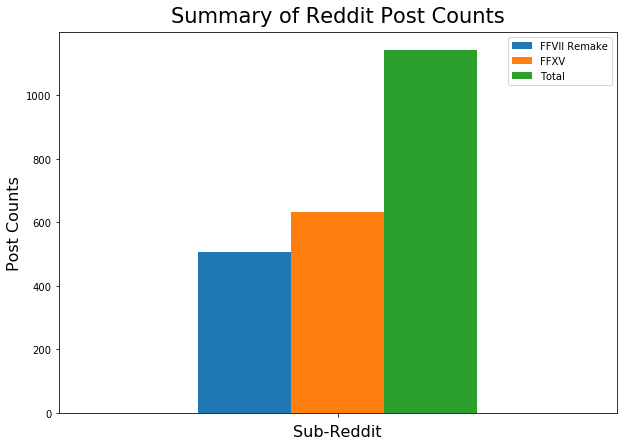 Summary of Reddit Post Counts
FFVII Remake
FFXV
Total
Post Counts
1000
800
600
400
200
0
Sub-Reddit